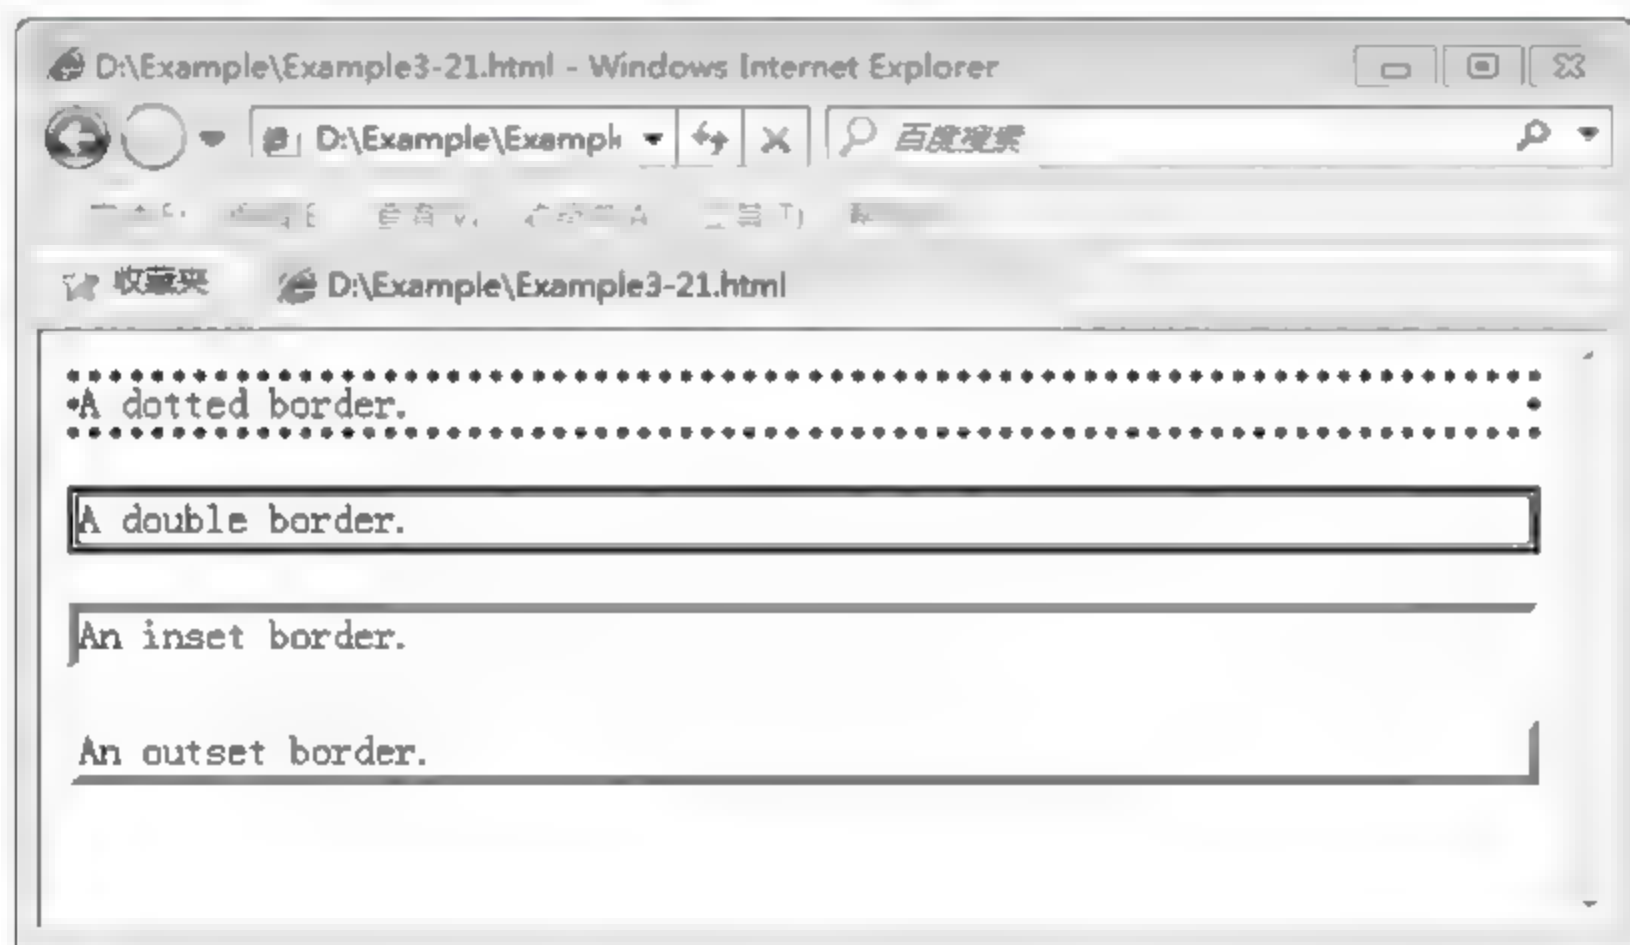 D:\Example\Example3-21.html - Windows Internet Explorer
D:\Example\Exampl 百度搜索
收藏夹 D:\Example\Example3-21.html
A dotted border.
A double border.
An inset border.
An outset border.